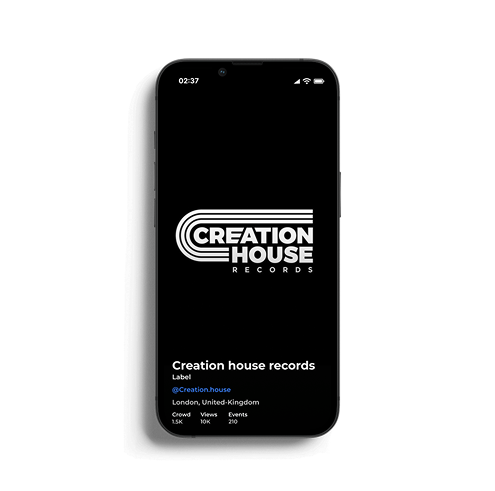 02:37
CREATION
HOUSE
RECORDS
Creation house records
Label
@Creation.house
London, United-Kingdom
Crowd Views Events
1.5K 10K 210